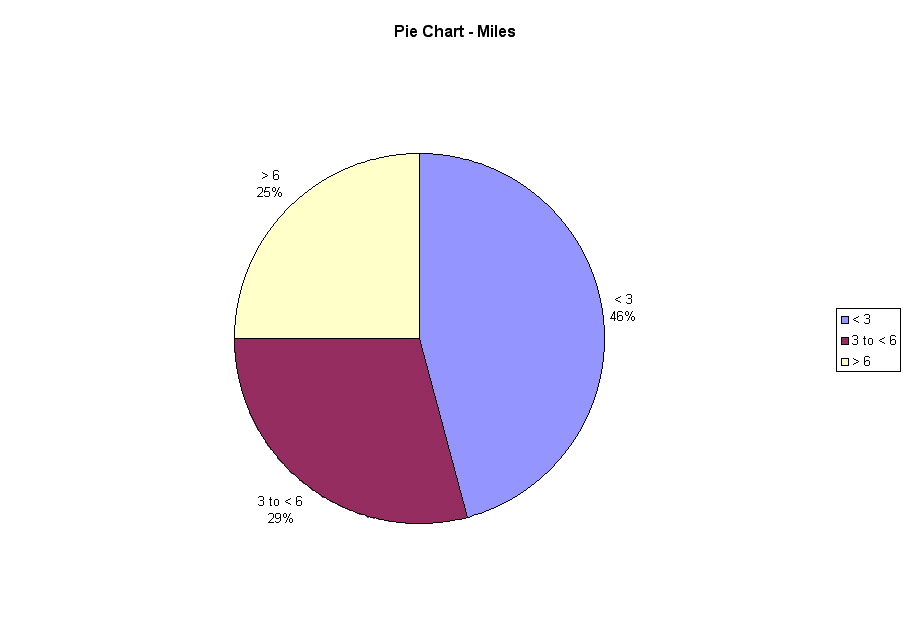 Pie Chart - Miles
> 6
25%
< 3
46%
3 to < 6
29%
< 3
3 to < 6
> 6